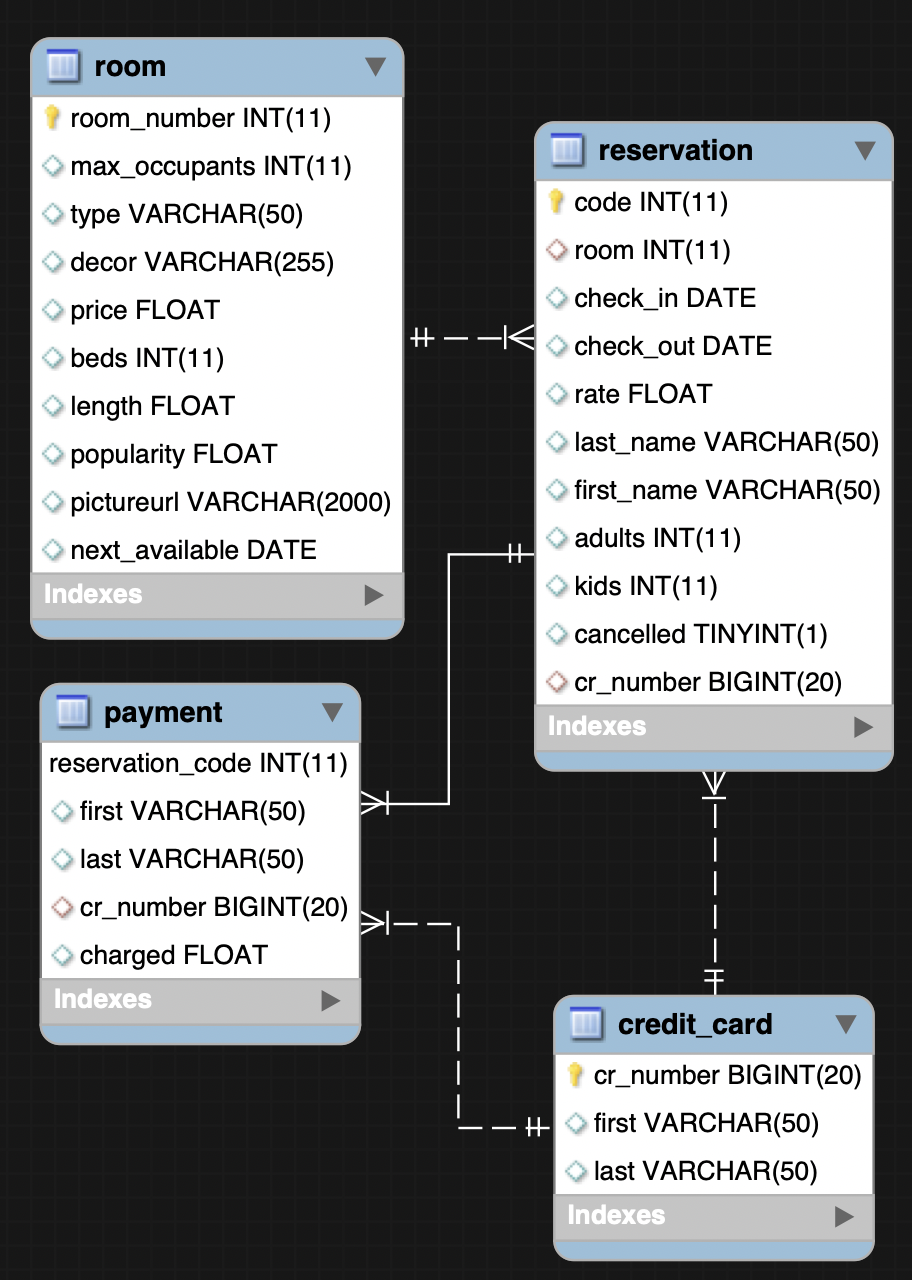 room
room_number INT(11)
max_occupants INT(11)
type VARCHAR(50)
decor VARCHAR(255)
price FLOAT
beds INT(11)
length FLOAT
popularity FLOAT
pictureurl VARCHAR(2000)
next_available DATE
Indexes
reservation
code INT(11)
room INT(11)
check_in DATE
check_out DATE
rate FLOAT
last_name VARCHAR(50)
first_name VARCHAR(50)
adults INT(11)
kids INT(11)
cancelled TINYINT(1)
cr_number BIGINT(20)
Indexes
payment
reservation_code INT(11)
first VARCHAR(50)
last VARCHAR(50)
cr_number BIGINT(20)
charged FLOAT
Indexes
credit_card
cr_number BIGINT(20)
first VARCHAR(50)
last VARCHAR(50)
Indexes